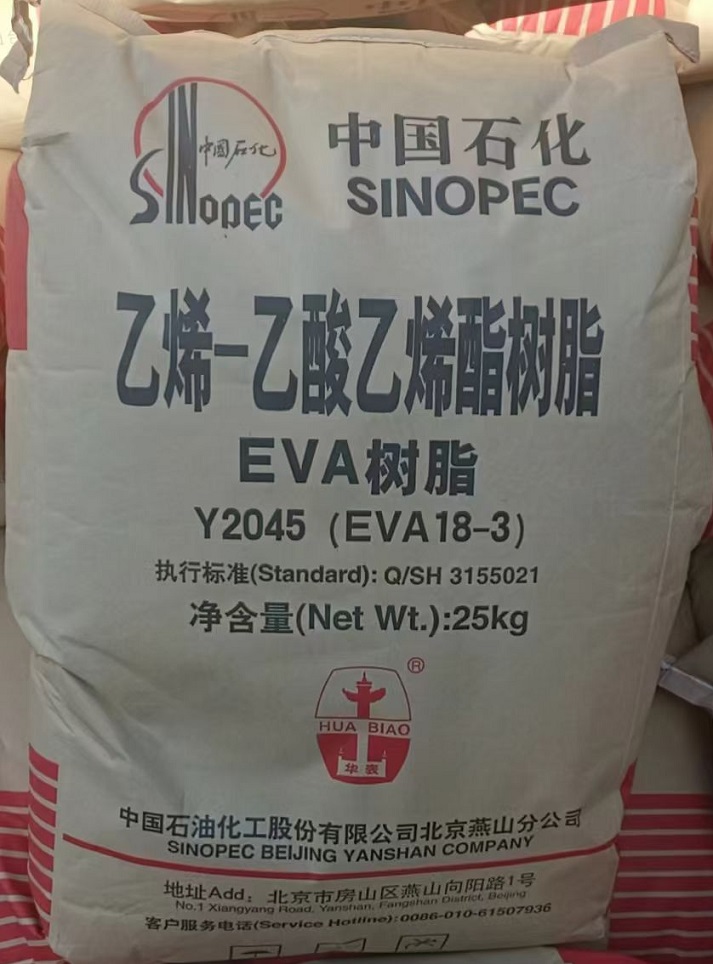 中国石化
SINOPEC
中国石化
SINOPEC
乙烯-乙酸乙烯酯树脂
EVA树脂
Y2045 (EVA18-3)
执行标准(Standard): Q/SH 3155021
净含量(Net Wt.):25kg
®
HUA BIAO
华表
中国石油化工股份有限公司北京燕山分公司
SINOPEC BEIJING YANSHAN COMPANY
地址Add: 北京市房山区燕山向阳路1号
No.1 Xiangyang Road, Yanshan, Fangshan District, Beijing
客户服务电话(Service Hotline):0086-010-61507936